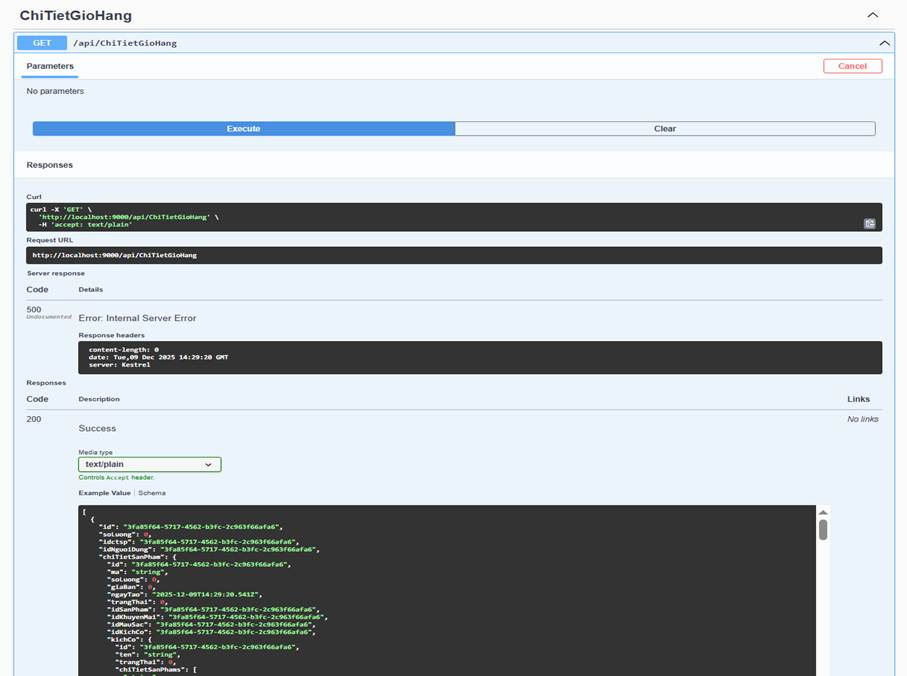 ChiTietGioHang
GET /api/ChiTietGioHang
Parameters Cancel
No parameters
Execute Clear
Responses
Curl
curl -X 'GET' \
'http://localhost:9000/api/ChiTietGioHang' \
-H 'accept: text/plain'
Request URL
http://localhost:9000/api/ChiTietGioHang
Server response
Code Details
500 Error: Internal Server Error
Undocumented
Response headers
content-length: 0
date: Tue,09 Dec 2025 14:29:20 GMT
server: Kestrel
Responses
Code Description Links
200 No links
Success
Media type
text/plain
Controls Accept header.
Example Value Schema
[
{
"id": "3fa85f64-5717-4562-b3fc-2c963f66afa6",
"soLuong": 0,
"idctsp": "3fa85f64-5717-4562-b3fc-2c963f66afa6",
"idNguoiDung": "3fa85f64-5717-4562-b3fc-2c963f66afa6",
"chiTietSanPham": {
"id": "3fa85f64-5717-4562-b3fc-2c963f66afa6",
"ma": "string",
"soLuong": 0,
"giaBan": 0,
"ngayTao": "2025-12-09T14:29:20.541Z",
"trangThai": 0,
"idSanPham": "3fa85f64-5717-4562-b3fc-2c963f66afa6",
"idKhuyenMai": "3fa85f64-5717-4562-b3fc-2c963f66afa6",
"idMauSac": "3fa85f64-5717-4562-b3fc-2c963f66afa6",
"idKichCo": "3fa85f64-5717-4562-b3fc-2c963f66afa6",
"kichCo": {
"id": "3fa85f64-5717-4562-b3fc-2c963f66afa6",
"ten": "string",
"trangThai": 0,
"chiTietSanPhams": [